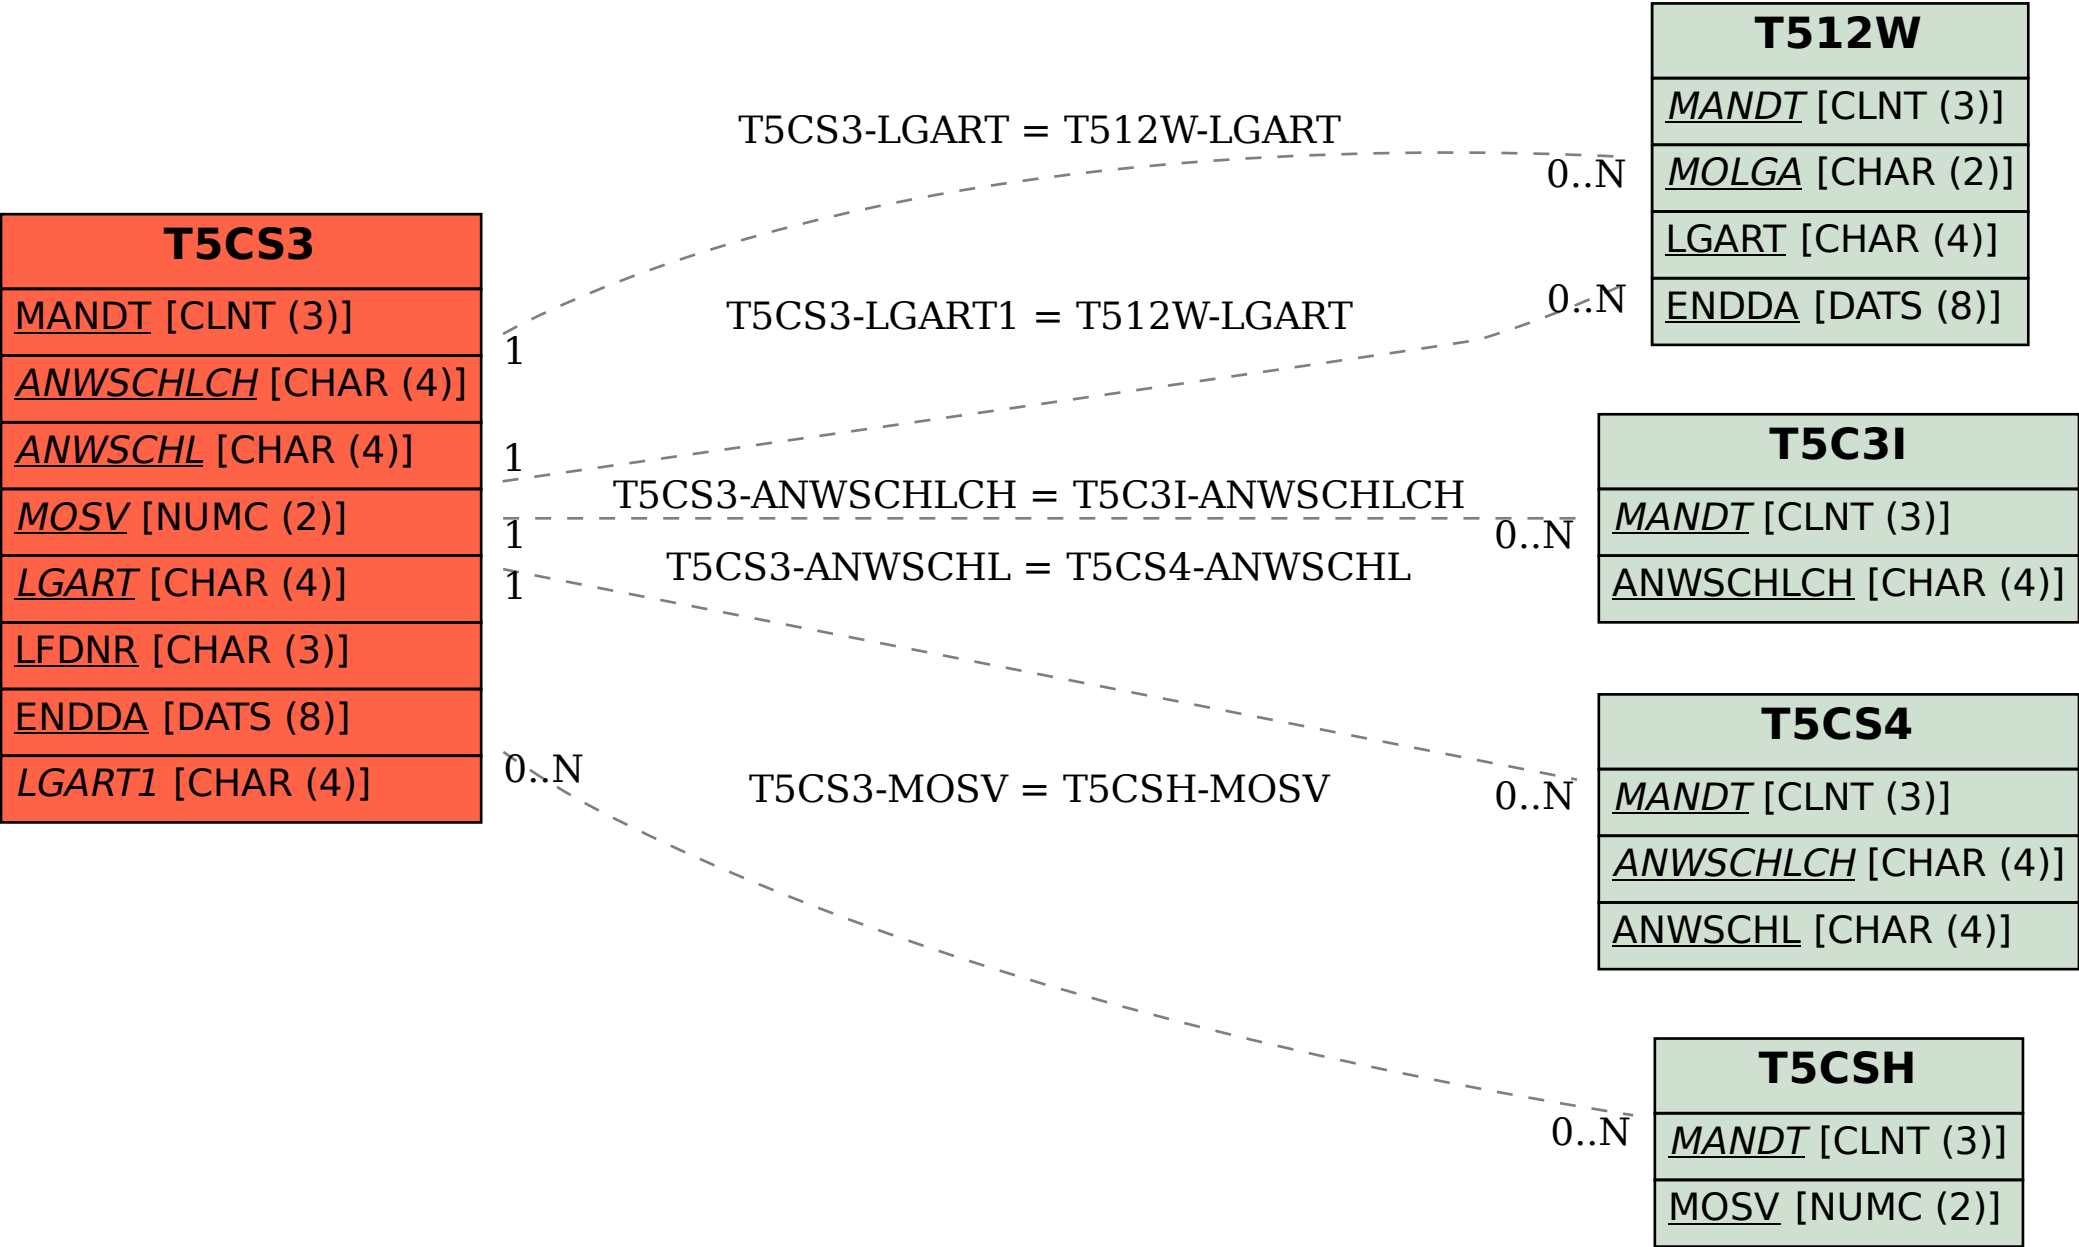 T5CS3
MANDT [CLNT (3)]
ANWSCHLCH [CHAR (4)]
ANWSCHL [CHAR (4)]
MOSV [NUMC (2)]
LGART [CHAR (4)]
LFDNR [CHAR (3)]
ENDDA [DATS (8)]
LGART1 [CHAR (4)]
T5CS3-LGART = T512W-LGART
1
0..N
T5CS3-LGART1 = T512W-LGART
1
0..N
T5CS3-ANWSCHLCH = T5C3I-ANWSCHLCH
1
0..N
T5CS3-ANWSCHL = T5CS4-ANWSCHL
1
0..N
T5CS3-MOSV = T5CSH-MOSV
0..N
0..N
T512W
MANDT [CLNT (3)]
MOLGA [CHAR (2)]
LGART [CHAR (4)]
ENDDA [DATS (8)]
T5C3I
MANDT [CLNT (3)]
ANWSCHLCH [CHAR (4)]
T5CS4
MANDT [CLNT (3)]
ANWSCHLCH [CHAR (4)]
ANWSCHL [CHAR (4)]
T5CSH
MANDT [CLNT (3)]
MOSV [NUMC (2)]